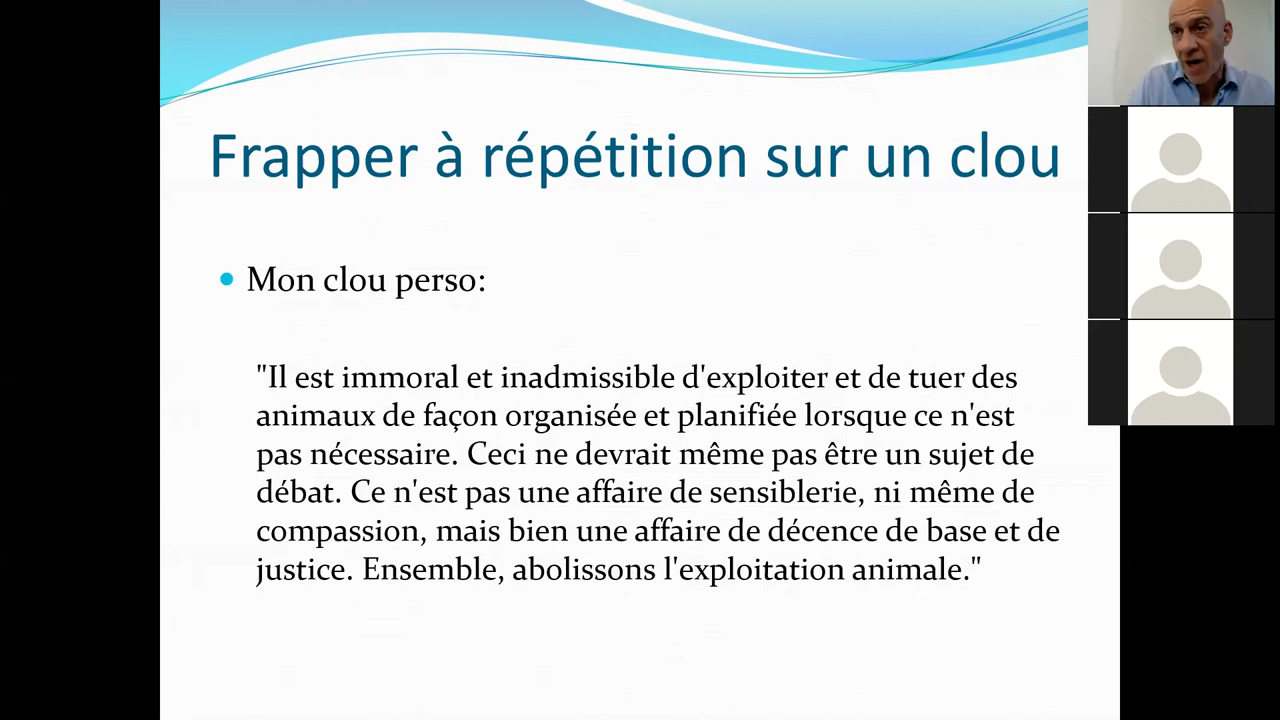 Frapper à répétition sur un clou
Mon clou perso:
"Il est immoral et inadmissible d'exploiter et de tuer des
animaux de façon organisée et planifiée lorsque ce n'est
pas nécessaire. Ceci ne devrait même pas être un sujet de
débat. Ce n'est pas une affaire de sensiblerie, ni même de
compassion, mais bien une affaire de décence de base et de
justice. Ensemble, abolissons l'exploitation animale."